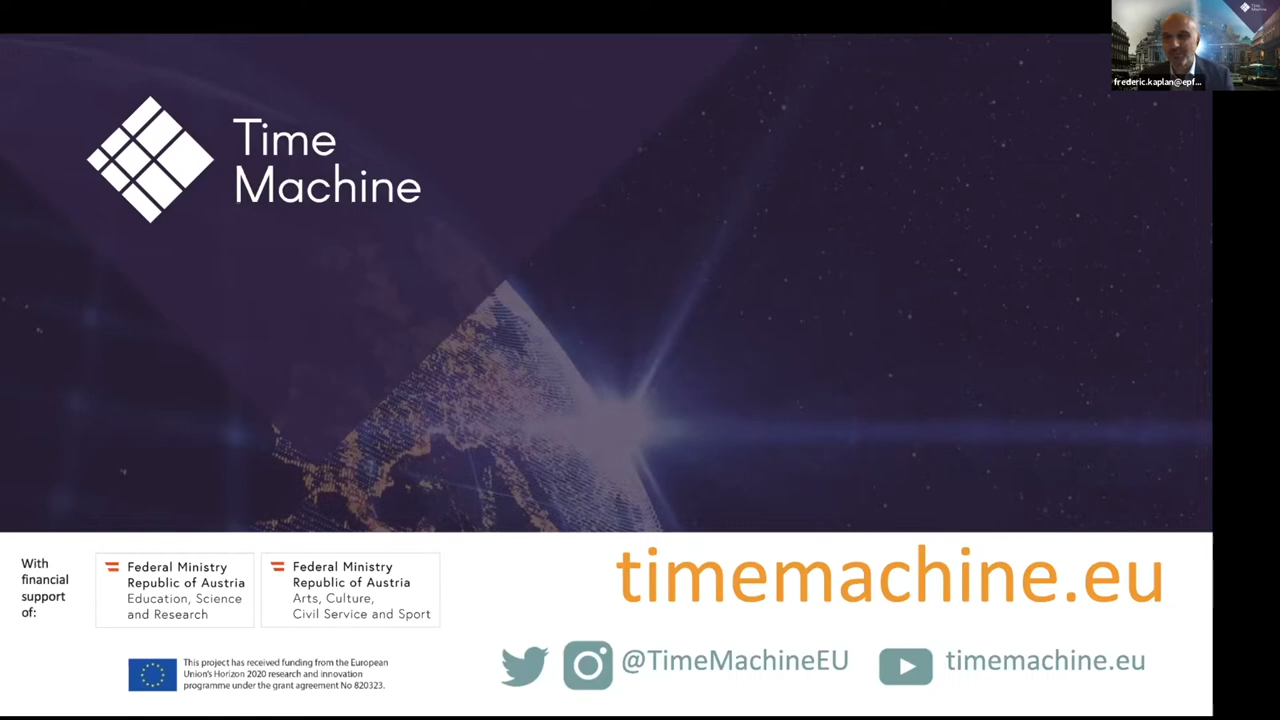 Time
Machine
frederic.kaplan@epf...
With
financial
support
of:
Federal Ministry
Republic of Austria
Education, Science
and Research
Federal Ministry
Republic of Austria
Arts, Culture,
Civil Service and Sport
This project has received funding from the European
Union's Horizon 2020 research and innovation
programme under the grant agreement No 820323.
timemachine.eu
@TimeMachineEU
timemachine.eu